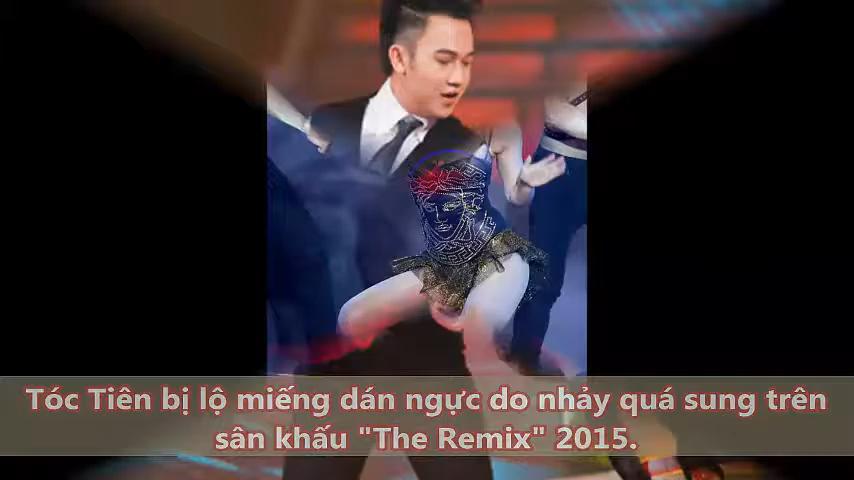 Tóc Tiên bị lộ miếng dán ngực do nhảy quá sung trên
sân khấu "The Remix" 2015.